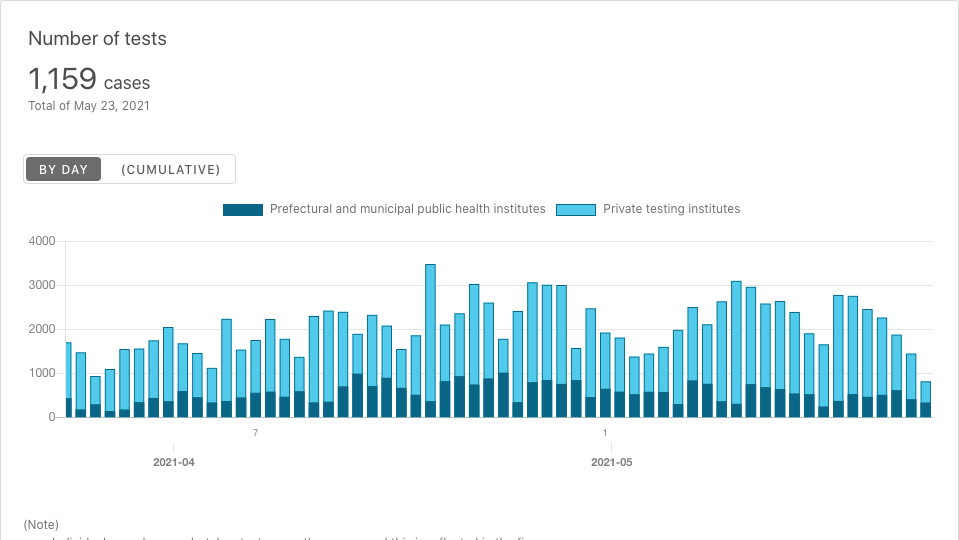 Number of tests
1,159 cases
Total of May 23, 2021
BY DAY (CUMULATIVE)
Prefectural and municipal public health institutes Private testing institutes
4000
3000
2000
1000
0
7 1
2021-04 2021-05
(Note)